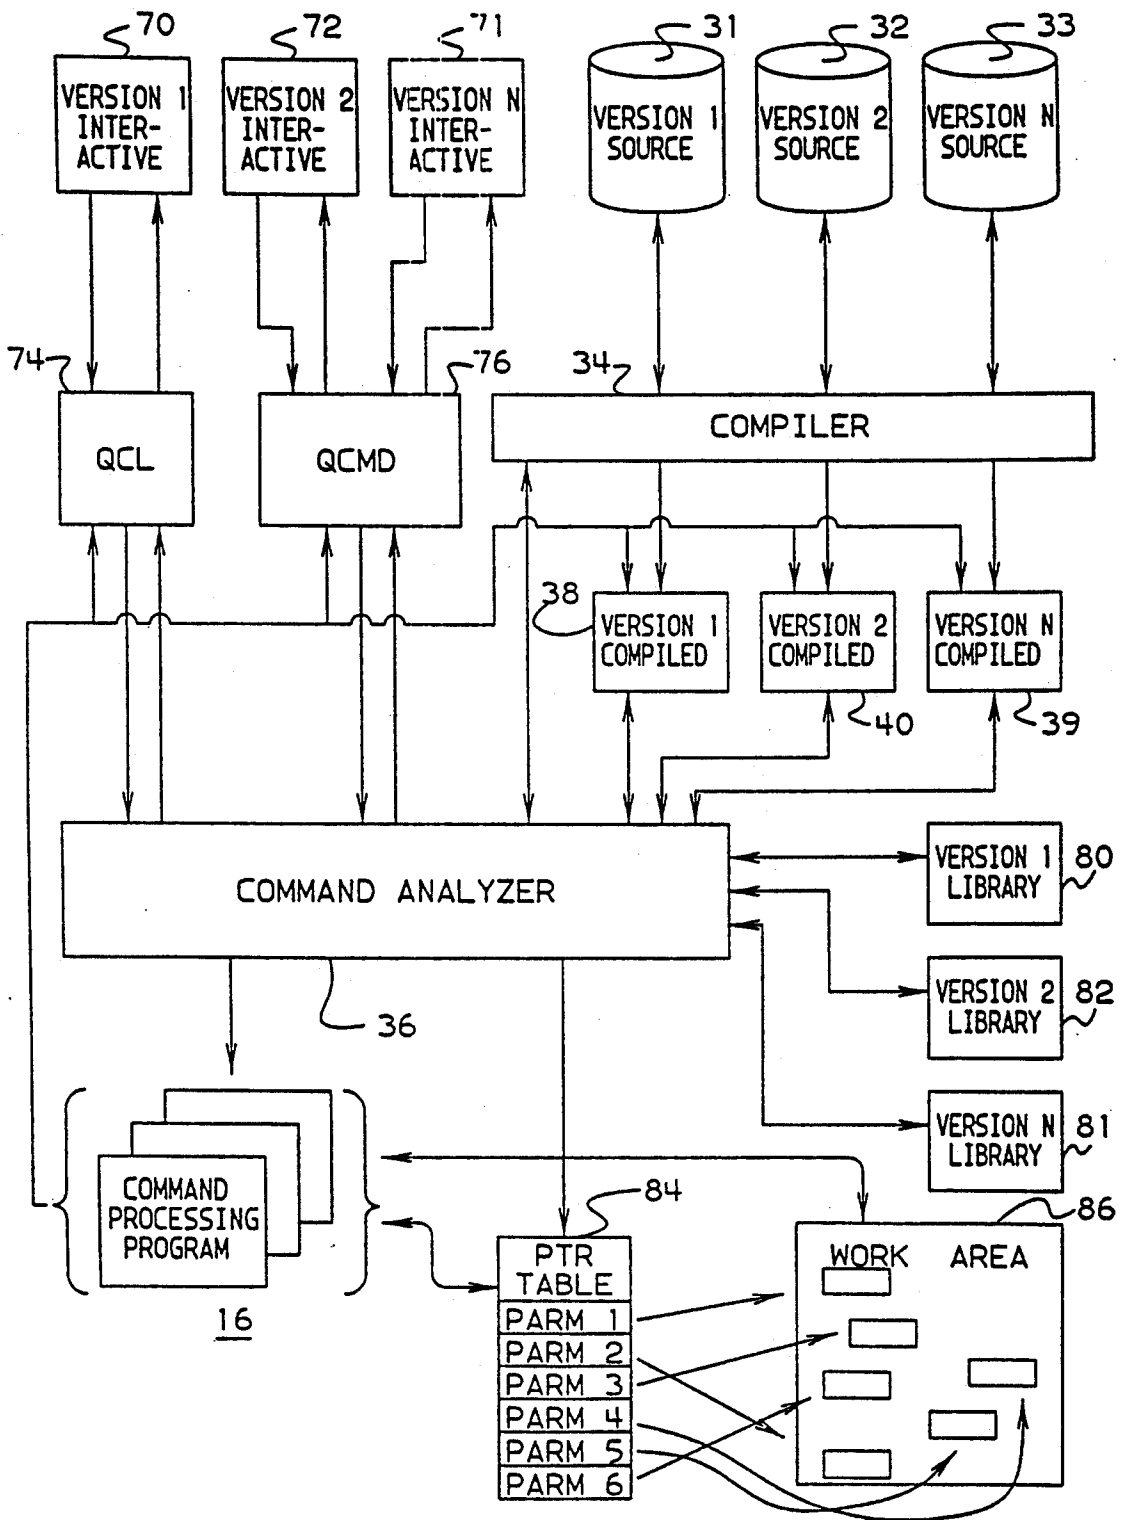 70
72
71
31
32
33
VERSION 1
INTER-
ACTIVE
VERSION 2
INTER-
ACTIVE
VERSION N
INTER-
ACTIVE
VERSION 1
SOURCE
VERSION 2
SOURCE
VERSION N
SOURCE
74
76
34
QCL
QCMD
COMPILER
38
VERSION 1
COMPILED
VERSION 2
COMPILED
VERSION N
COMPILED
40
39
COMMAND ANALYZER
VERSION 1
LIBRARY
80
36
VERSION 2
LIBRARY
82
VERSION N
LIBRARY
81
COMMAND
PROCESSING
PROGRAM
16
84
86
PTR
TABLE
PARM 1
PARM 2
PARM 3
PARM 4
PARM 5
PARM 6
WORK AREA